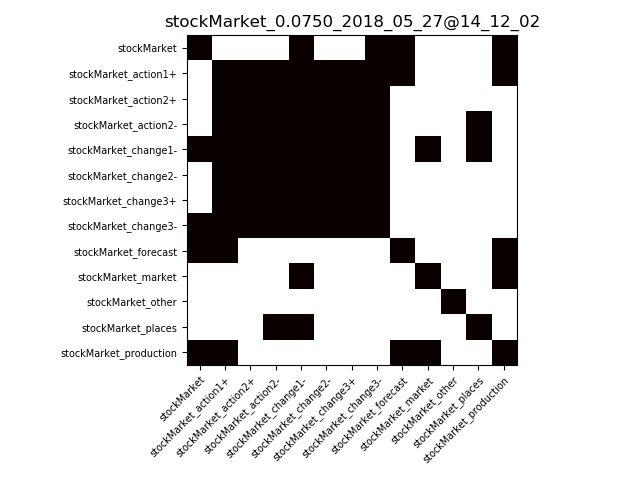 stockMarket_0.0750_2018_05_27@14_12_02
stockMarket
stockMarket_action1+
stockMarket_action2+
stockMarket_action2-
stockMarket_change1-
stockMarket_change2-
stockMarket_change3+
stockMarket_change3-
stockMarket_forecast
stockMarket_market
stockMarket_other
stockMarket_places
stockMarket_production
stockMarket
stockMarket_action1+
stockMarket_action2+
stockMarket_action2-
stockMarket_change1-
stockMarket_change2-
stockMarket_change3+
stockMarket_change3-
stockMarket_forecast
stockMarket_market
stockMarket_other
stockMarket_places
stockMarket_production